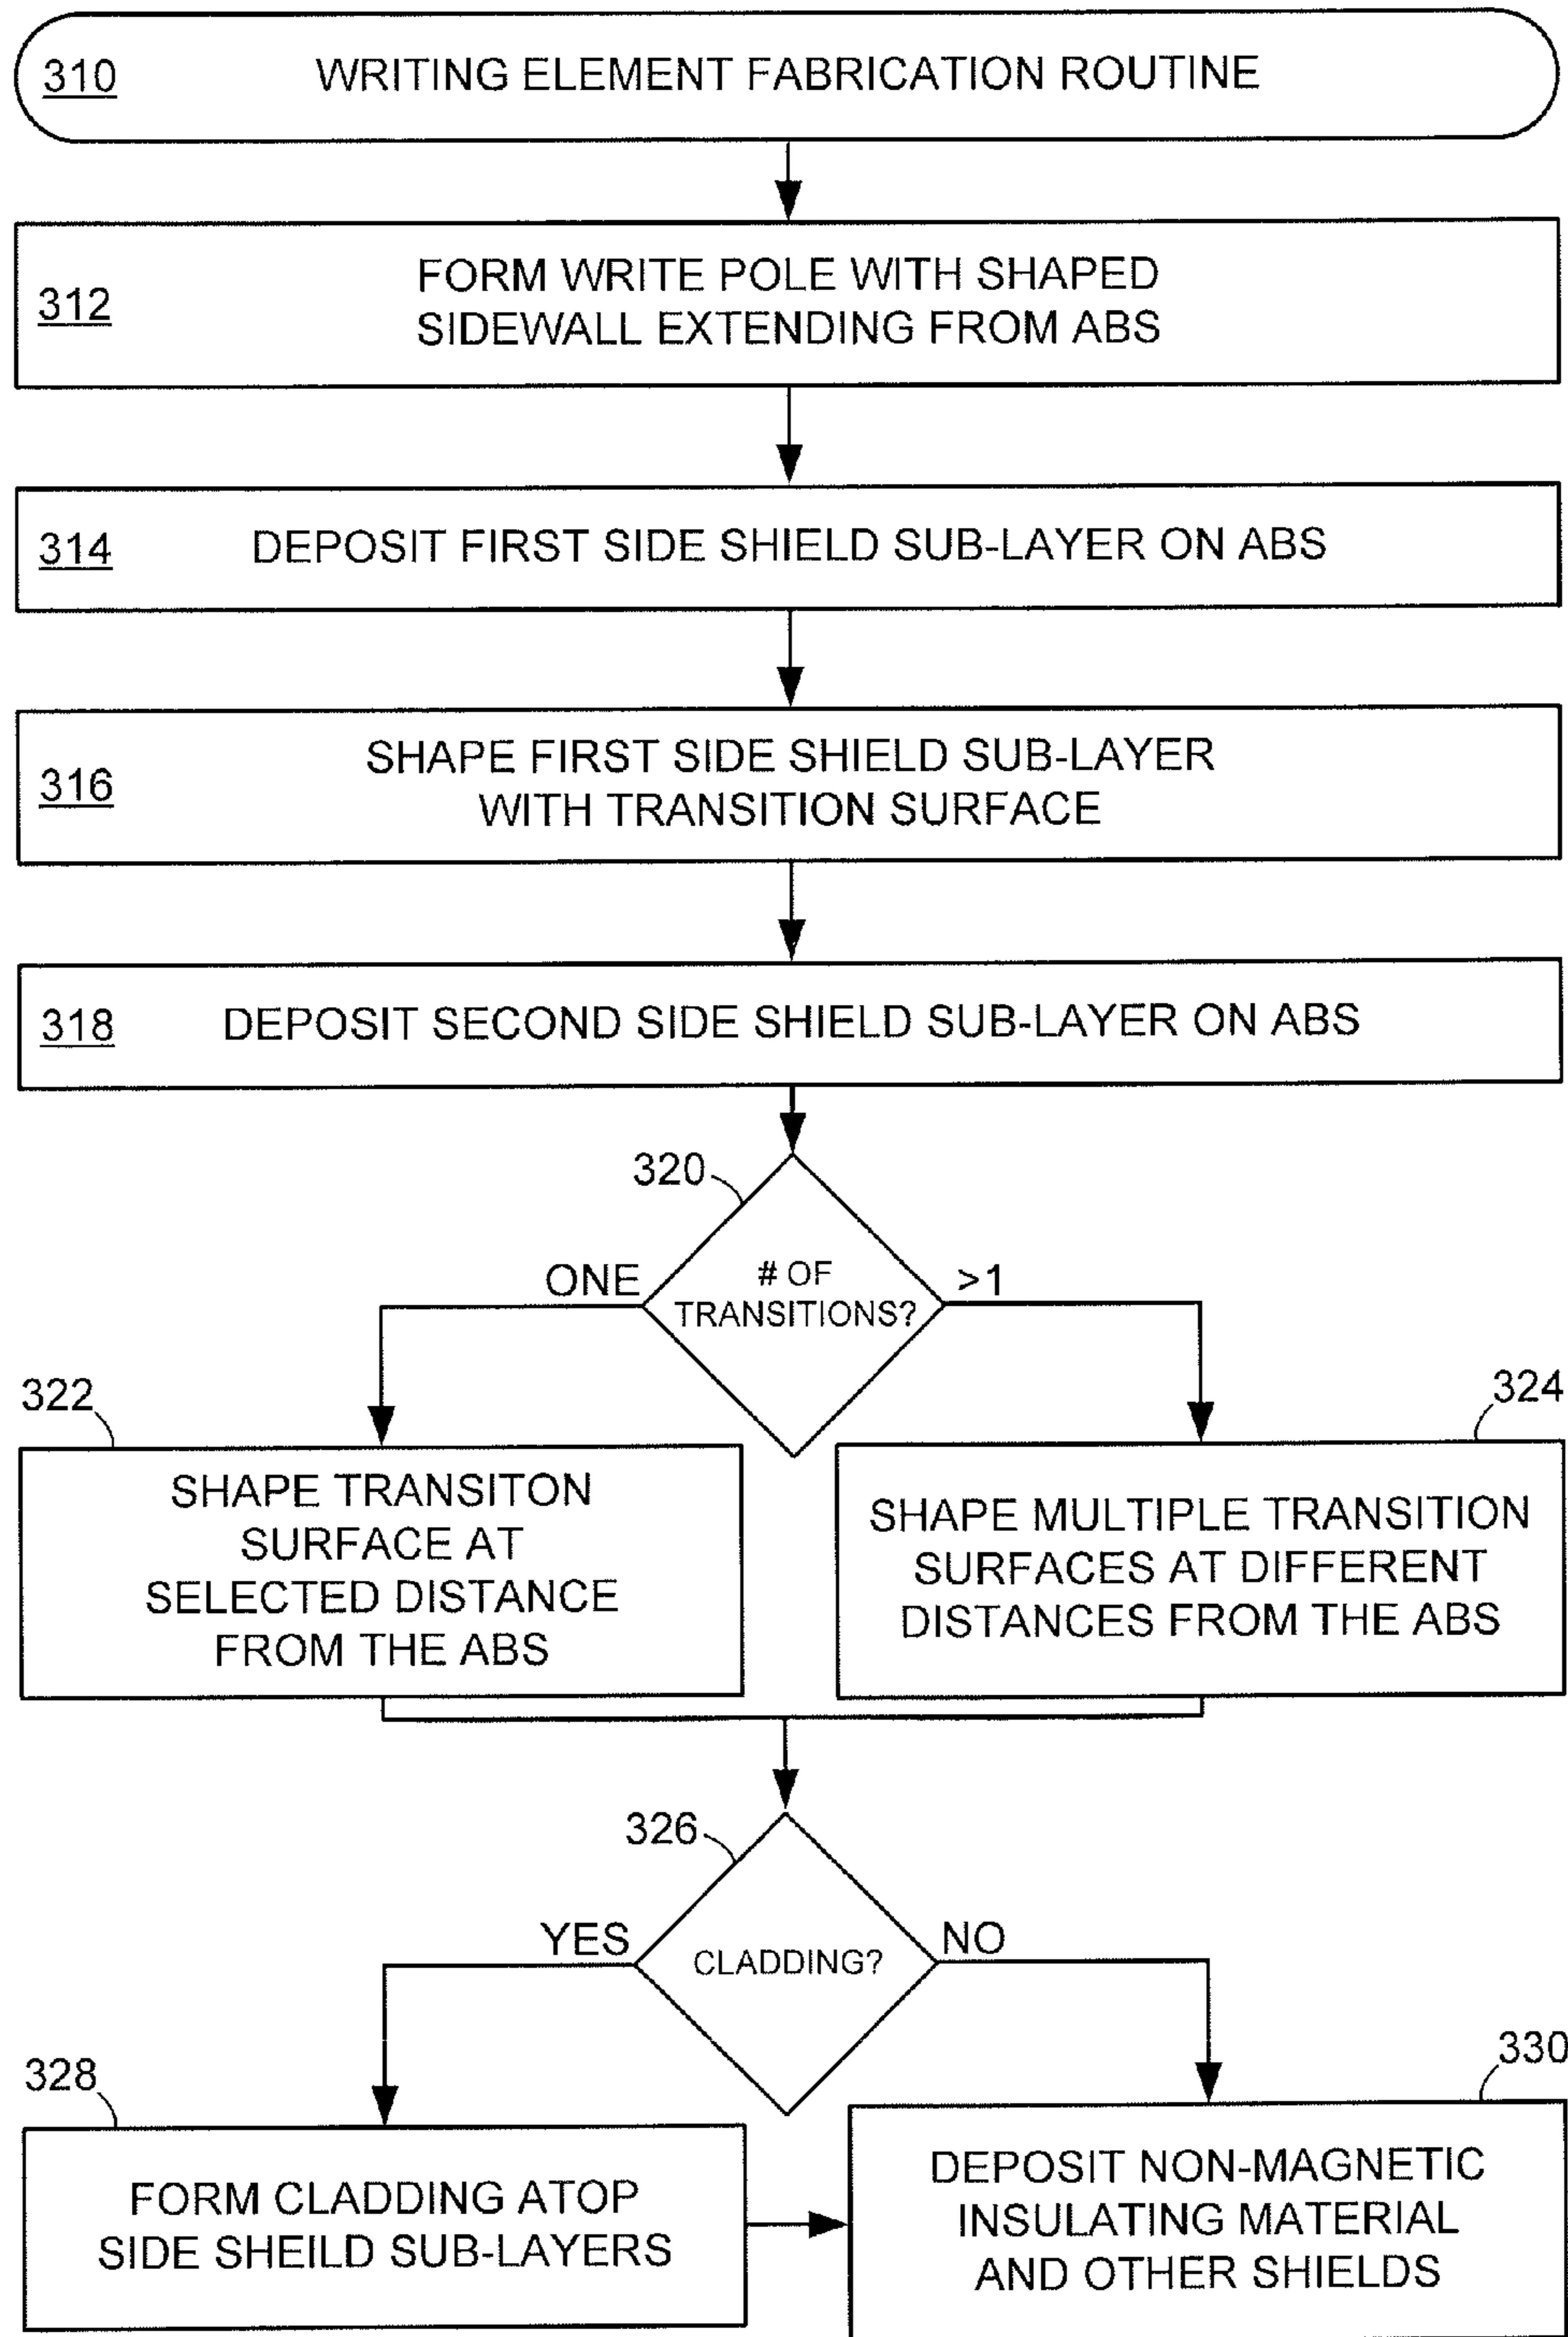 310 WRITING ELEMENT FABRICATION ROUTINE
FORM WRITE POLE WITH SHAPED
312
SIDEWALL EXTENDING FROM ABS
314 DEPOSIT FIRST SIDE SHIELD SUB-LAYER ON ABS
SHAPE FIRST SIDE SHIELD SUB-LAYER
316
WITH TRANSITION SURFACE
318 DEPOSIT SECOND SIDE SHIELD SUB-LAYER ON ABS
320
ONE
# OF
TRANSITIONS?
>1
322
SHAPE TRANSITON
SURFACE AT
SELECTED DISTANCE
FROM THE ABS
324
SHAPE MULTIPLE TRANSITION
SURFACES AT DIFFERENT
DISTANCES FROM THE ABS
326
YES
CLADDING?
NO
328
FORM CLADDING ATOP
SIDE SHEILD SUB-LAYERS
330
DEPOSIT NON-MAGNETIC
INSULATING MATERIAL
AND OTHER SHIELDS